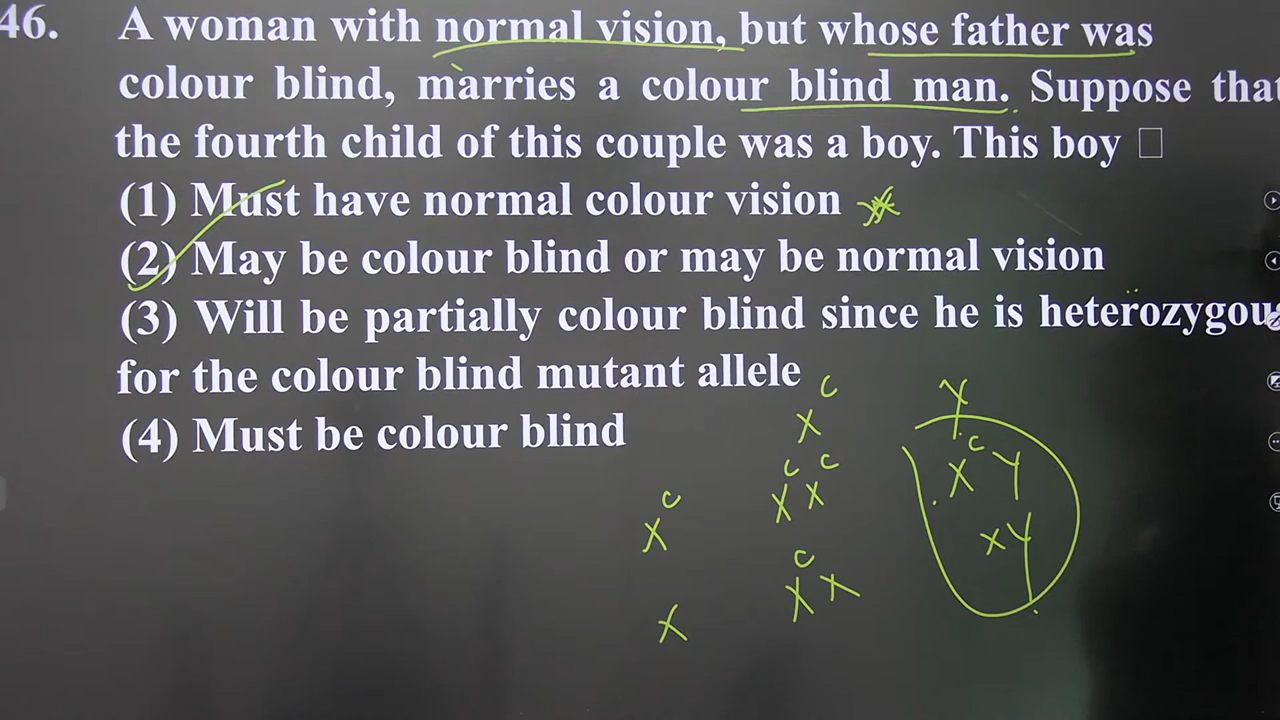 46. A woman with normal vision, but whose father was
colour blind, marries a colour blind man. Suppose that
the fourth child of this couple was a boy. This boy □
(1) Must have normal colour vision
(2) May be colour blind or may be normal vision
(3) Will be partially colour blind since he is heterozygou
for the colour blind mutant allele
(4) Must be colour blind
X^c Y
X^c X^c X^c Y
X^c X^c X XY
X